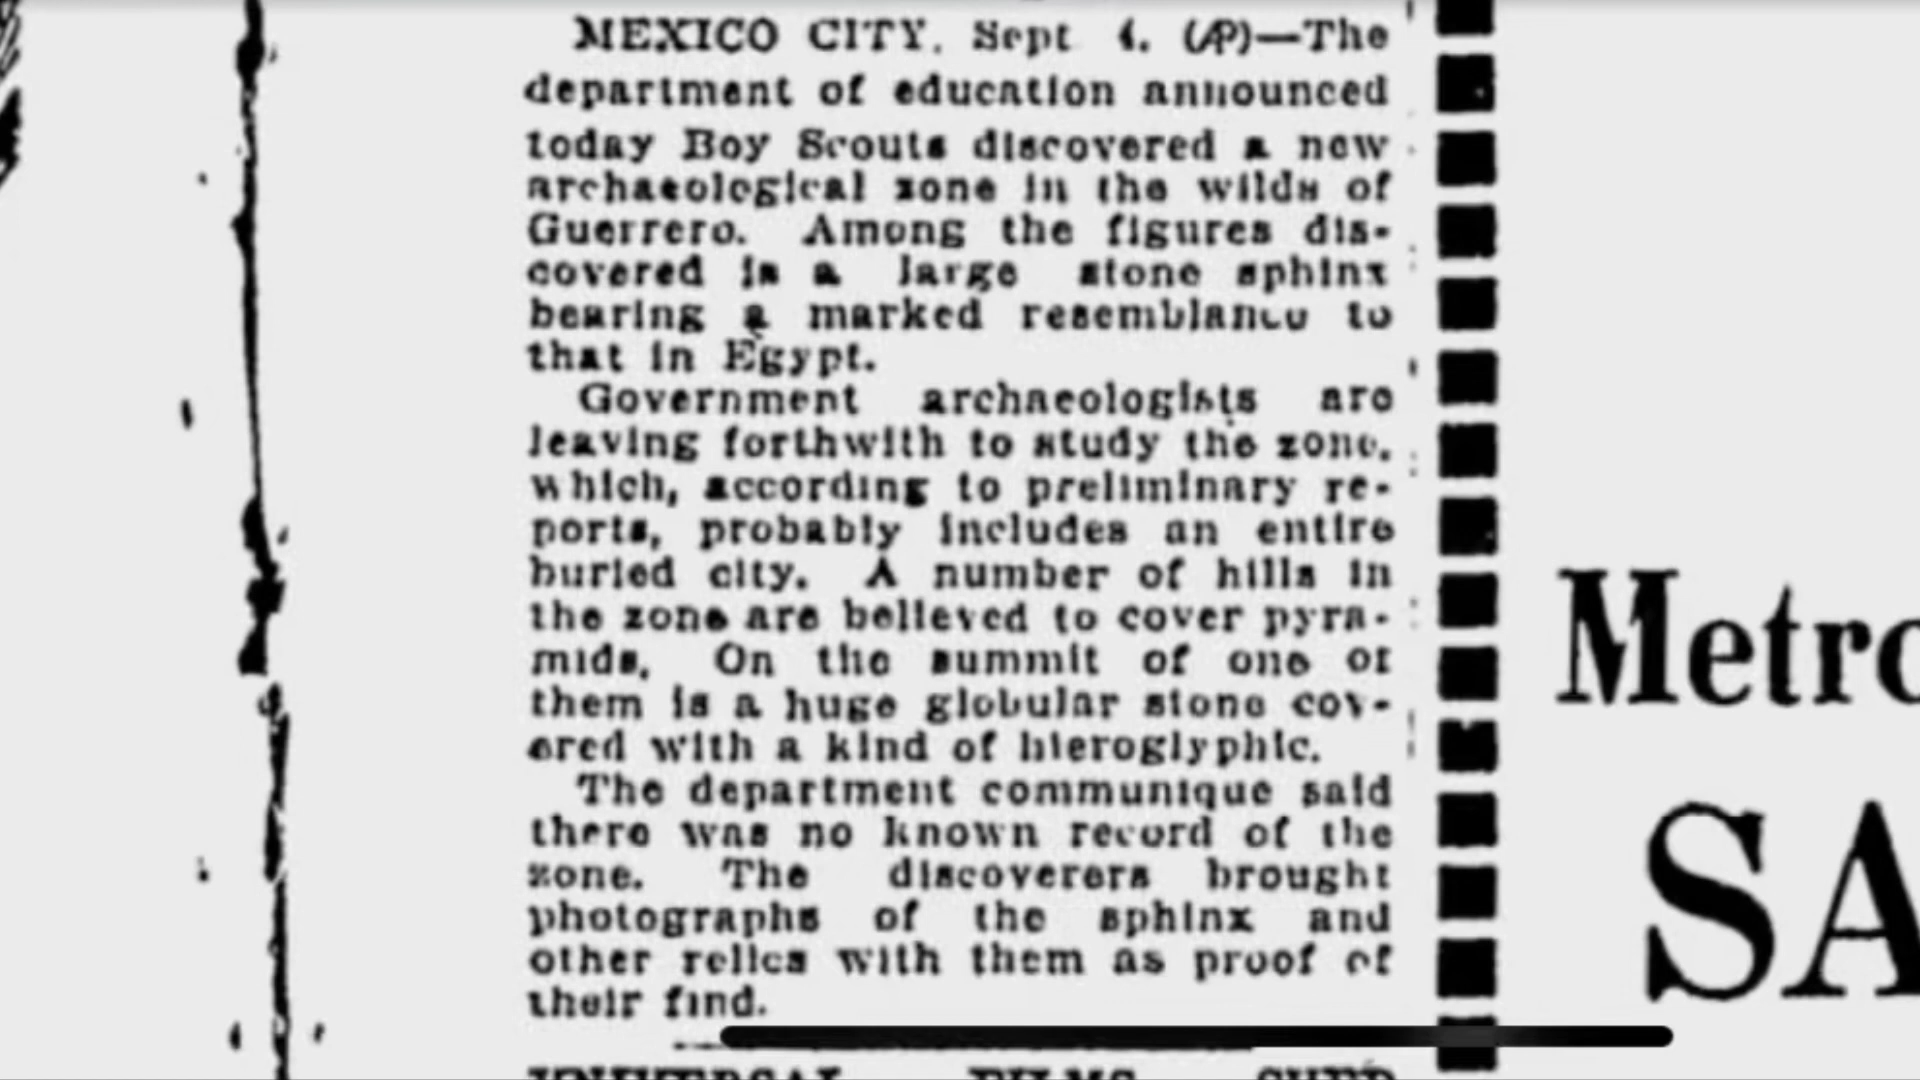 MEXICO CITY, Sept. 4. (AP)—The
department of education announced
today Boy Scouts discovered a new
archaeological zone in the wilds of
Guerrero. Among the figures dis-
covered is a large stone sphinx
bearing a marked resemblance to
that in Egypt.
Government archaeologists are
leaving forthwith to study the zone,
which, according to preliminary re-
ports, probably includes an entire
buried city. A number of hills in
the zone are believed to cover pyra-
mids. On the summit of one of
them is a huge globular stone cov-
ered with a kind of hieroglyphic.
The department communique said
there was no known record of the
zone. The discoverers brought
photographs of the sphinx and
other relics with them as proof of
their find.
UNIVERSAL FILMS SUED
Metro
SA